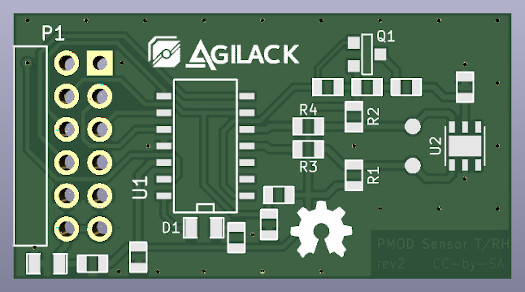 P1
AGILACK
Q1
R4
R2
R3
U2
R1
U1
D1
PMOD Sensor T/RH
rev2 CC-by-SA